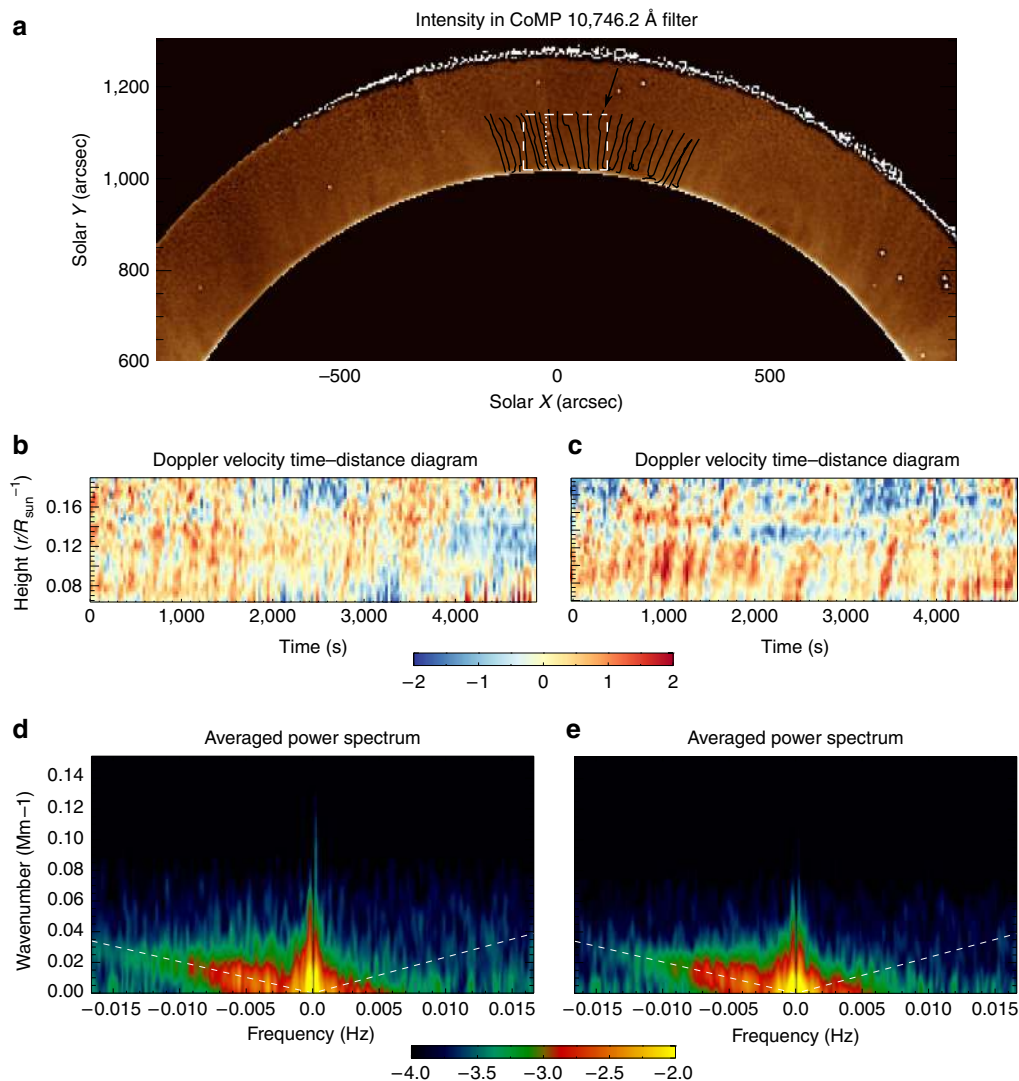 a
Intensity in CoMP 10,746.2 Å filter
Solar Y (arcsec)
1,200
1,000
800
600
−500 0 500
Solar X (arcsec)
b
Doppler velocity time–distance diagram
Height (r/R sun −1)
0.16
0.12
0.08
0 1,000 2,000 3,000 4,000
Time (s)
c
Doppler velocity time–distance diagram
0 1,000 2,000 3,000 4,000
Time (s)
−2 −1 0 1 2
d
Averaged power spectrum
Wavenumber (Mm−1)
0.14
0.12
0.10
0.08
0.06
0.04
0.02
0.00
−0.015 −0.010 −0.005 0.0 0.005 0.010 0.015
Frequency (Hz)
e
Averaged power spectrum
−0.015 −0.010 −0.005 0.0 0.005 0.010 0.015
Frequency (Hz)
−4.0 −3.5 −3.0 −2.5 −2.0